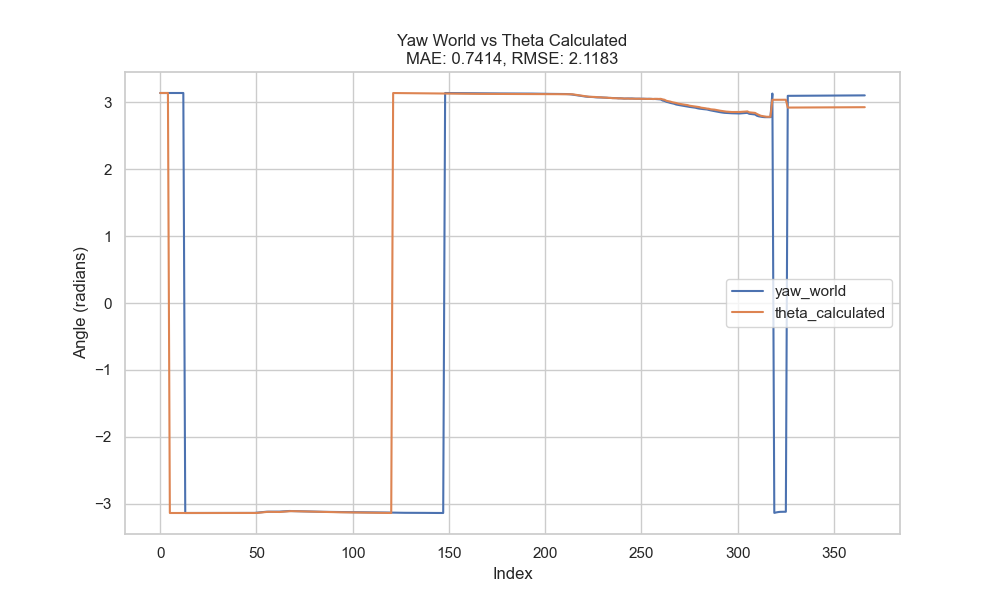 Yaw World vs Theta Calculated
MAE: 0.7414, RMSE: 2.1183
Angle (radians)
3
2
1
0
−1
−2
−3
yaw_world
theta_calculated
0 50 100 150 200 250 300 350
Index